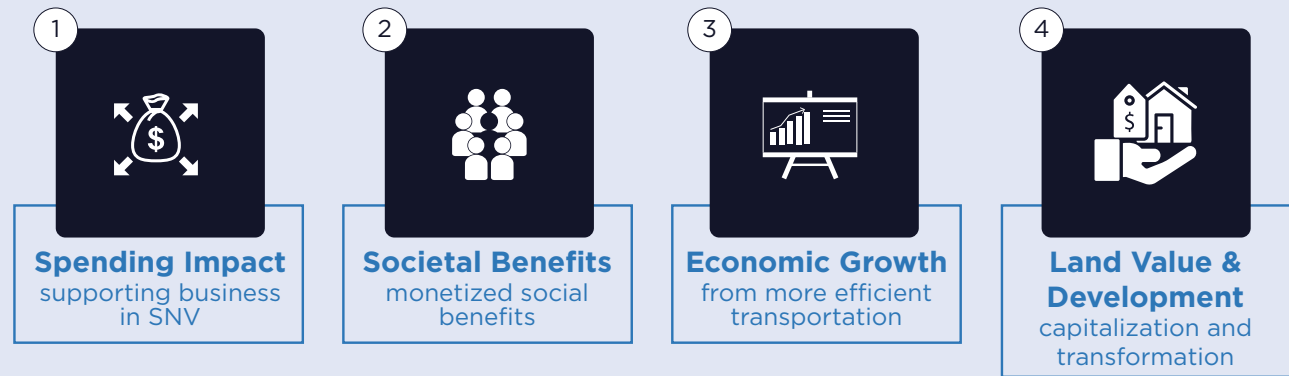 1
$
Spending Impact
supporting business
in SNV
2
Societal Benefits
monetized social
benefits
3
Economic Growth
from more efficient
transportation
4
$
Land Value &
Development
capitalization and
transformation